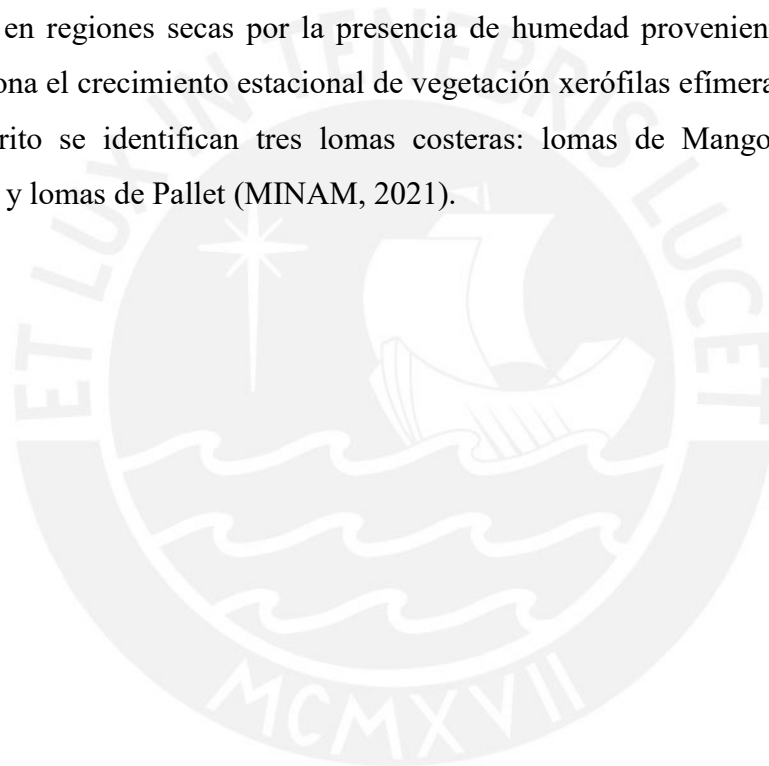 en regiones secas por la presencia de humedad provenien
ona el crecimiento estacional de vegetación xerófilas efímera
rito se identifican tres lomas costeras: lomas de Mango
y lomas de Pallet (MINAM, 2021).
ET LUX IN TENEBRIS LUCET
MCMXVII